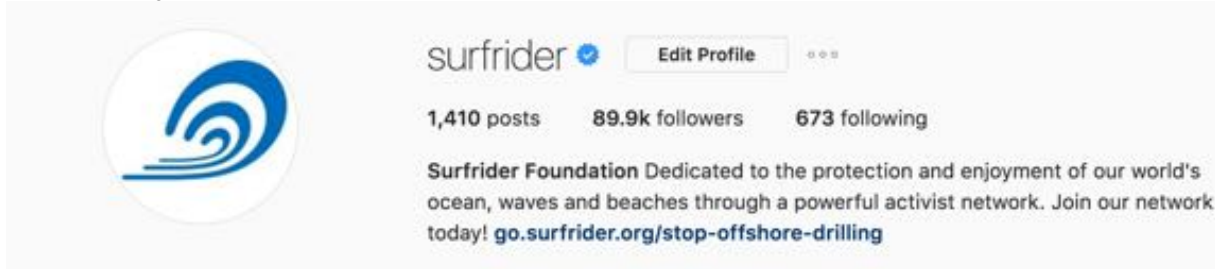 surfrider Edit Profile
1,410 posts 89.9k followers 673 following
Surfrider Foundation Dedicated to the protection and enjoyment of our world's
ocean, waves and beaches through a powerful activist network. Join our network
today! go.surfrider.org/stop-offshore-drilling